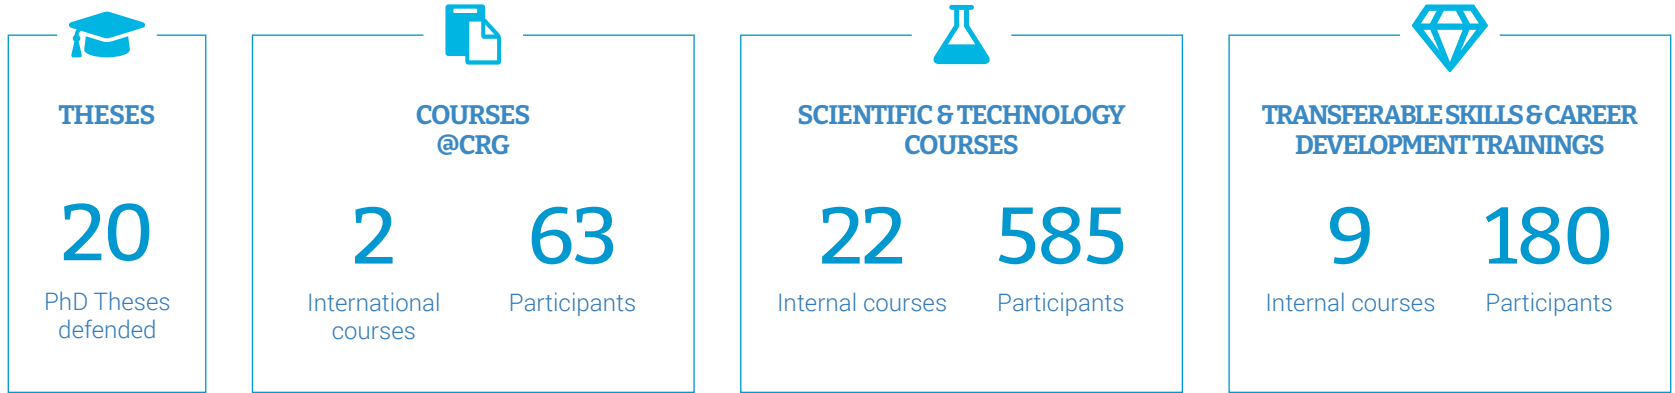 THESES
20
PhD Theses
defended
COURSES
@CRG
2
International
courses
63
Participants
SCIENTIFIC & TECHNOLOGY
COURSES
22
Internal courses
585
Participants
TRANSFERABLE SKILLS & CAREER
DEVELOPMENT TRAININGS
9
Internal courses
180
Participants